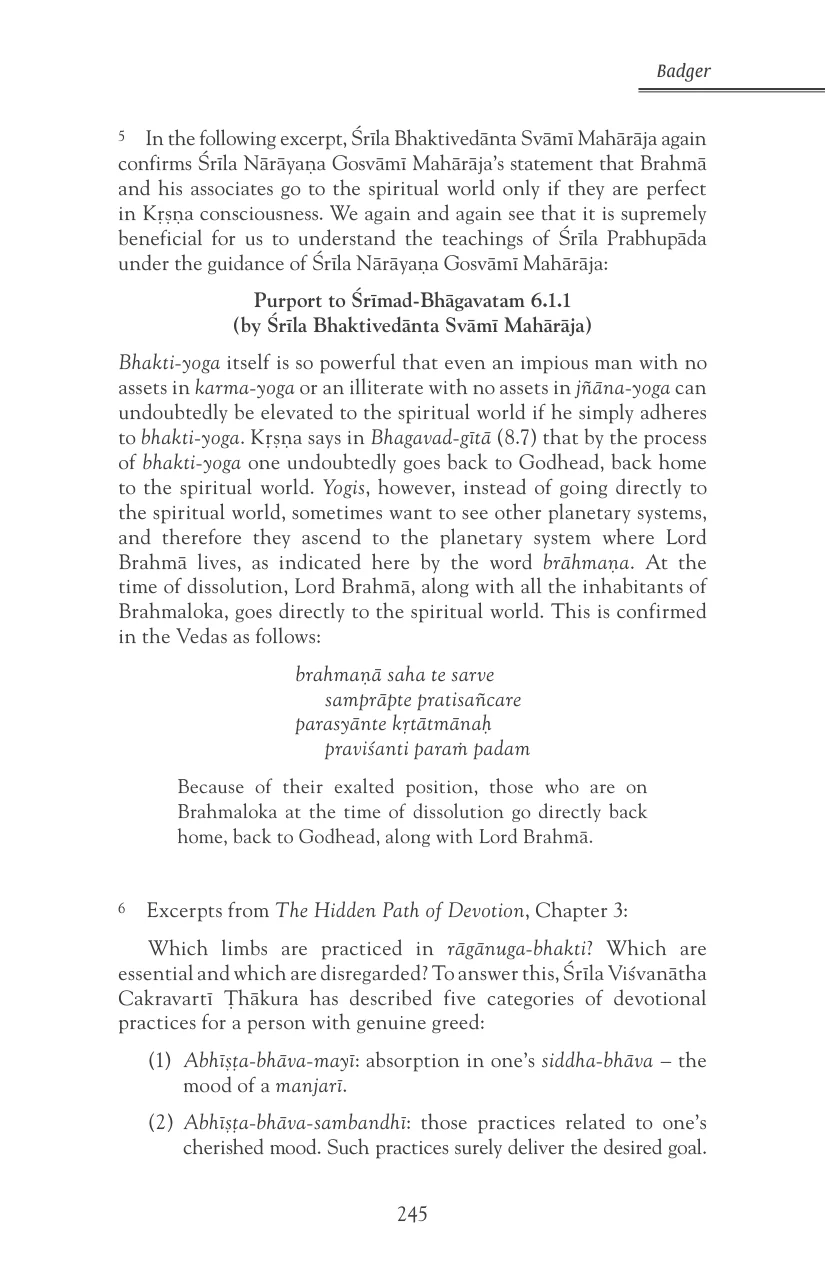 Badger
5 In the following excerpt, Śrīla Bhaktivedānta Svāmī Mahārāja again
confirms Śrīla Nārāyaṇa Gosvāmī Mahārāja’s statement that Brahmā
and his associates go to the spiritual world only if they are perfect
in Kṛṣṇa consciousness. We again and again see that it is supremely
beneficial for us to understand the teachings of Śrīla Prabhupāda
under the guidance of Śrīla Nārāyaṇa Gosvāmī Mahārāja:
Purport to Śrīmad-Bhāgavatam 6.1.1
(by Śrīla Bhaktivedānta Svāmī Mahārāja)
Bhakti-yoga itself is so powerful that even an impious man with no
assets in karma-yoga or an illiterate with no assets in jñāna-yoga can
undoubtedly be elevated to the spiritual world if he simply adheres
to bhakti-yoga. Kṛṣṇa says in Bhagavad-gītā (8.7) that by the process
of bhakti-yoga one undoubtedly goes back to Godhead, back home
to the spiritual world. Yogis, however, instead of going directly to
the spiritual world, sometimes want to see other planetary systems,
and therefore they ascend to the planetary system where Lord
Brahmā lives, as indicated here by the word brāhmaṇa. At the
time of dissolution, Lord Brahmā, along with all the inhabitants of
Brahmaloka, goes directly to the spiritual world. This is confirmed
in the Vedas as follows:
brahmaṇā saha te sarve
samprāpte pratisañcare
parasyānte kṛtātmānaḥ
praviśanti paraṁ padam
Because of their exalted position, those who are on
Brahmaloka at the time of dissolution go directly back
home, back to Godhead, along with Lord Brahmā.
6 Excerpts from The Hidden Path of Devotion, Chapter 3:
Which limbs are practiced in rāgānuga-bhakti? Which are
essential and which are disregarded? To answer this, Śrīla Viśvanātha
Cakravartī Ṭhākura has described five categories of devotional
practices for a person with genuine greed:
(1) Abhīṣṭa-bhāva-mayī: absorption in one’s siddha-bhāva – the
mood of a manjarī.
(2) Abhīṣṭa-bhāva-sambandhī: those practices related to one’s
cherished mood. Such practices surely deliver the desired goal.
245